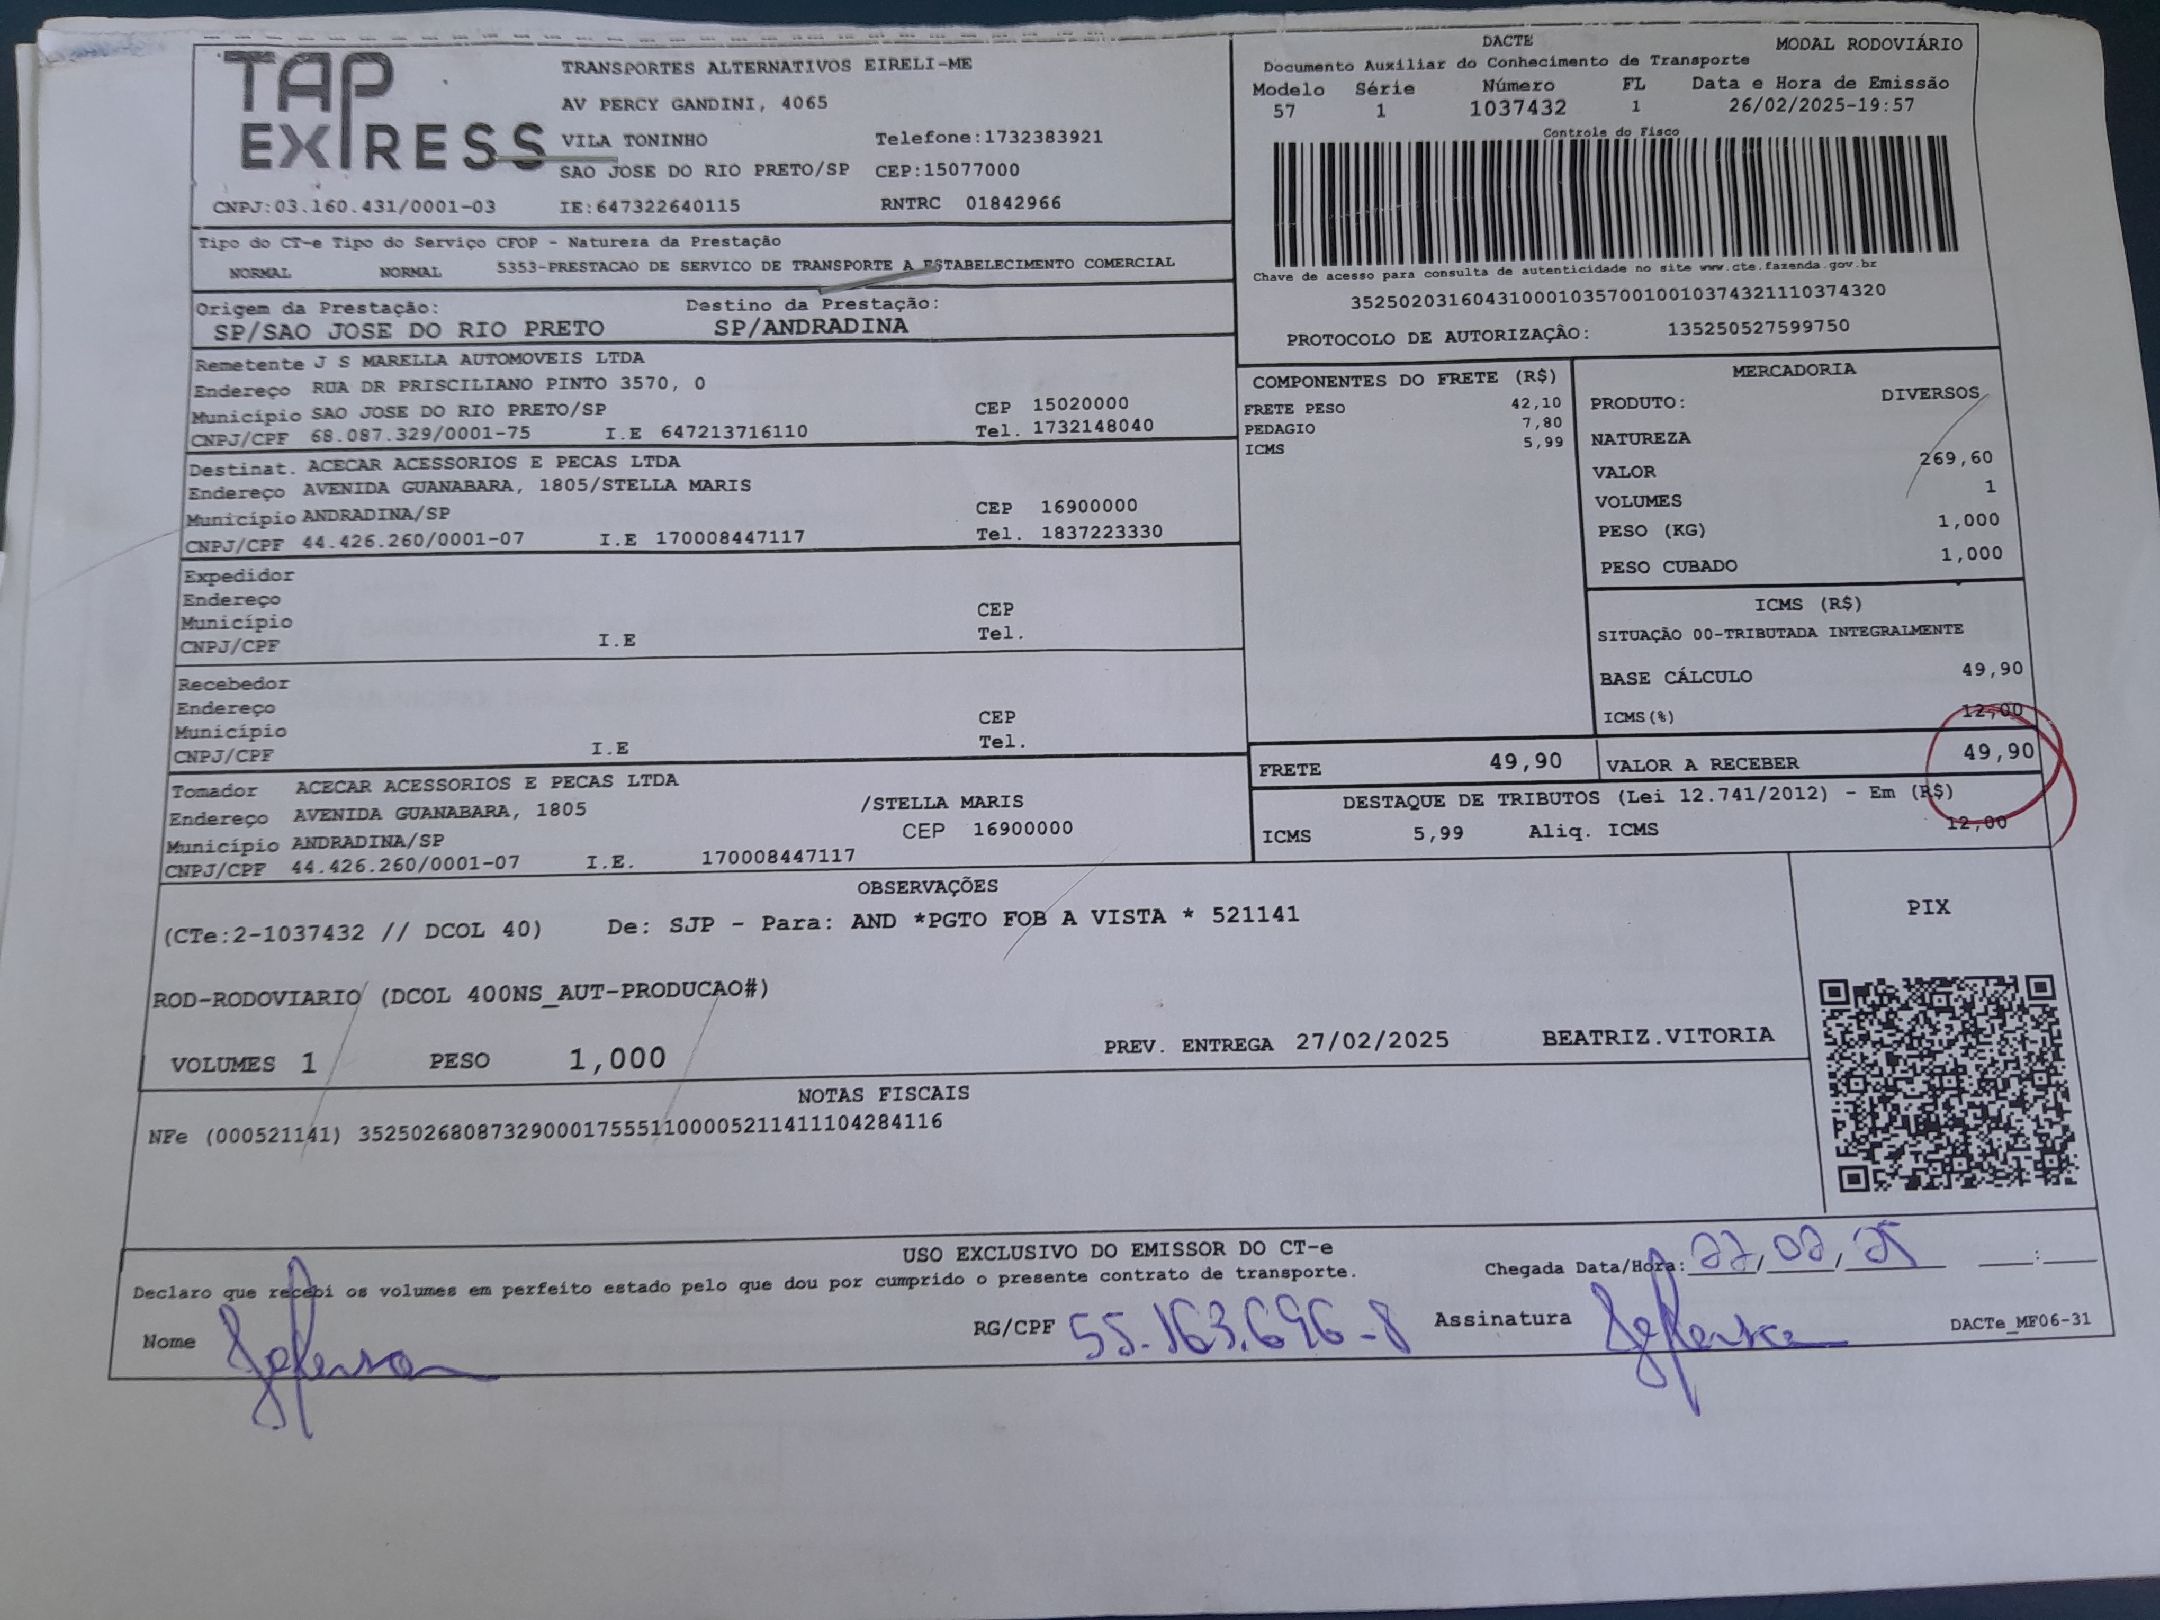 TAP
EXPRESS
TRANSPORTES ALTERNATIVOS EIRELI-ME
AV PERCY GANDINI, 4065
VILA TONINHO Telefone:1732383921
SAO JOSE DO RIO PRETO/SP CEP:15077000
CNPJ:03.160.431/0001-03 IE:647322640115 RNTRC 01842966
DACTE MODAL RODOVIÁRIO
Documento Auxiliar do Conhecimento de Transporte
Modelo Série Número FL Data e Hora de Emissão
57 1 1037432 1 26/02/2025-19:57
Controle do Fisco
Chave de acesso para consulta de autenticidade no site www.cte.fazenda.gov.br
35250203160431000103570010010374321110374320
PROTOCOLO DE AUTORIZAÇÃO: 135250527599750
Tipo do CT-e Tipo do Serviço CFOP - Natureza da Prestação
NORMAL NORMAL 5353-PRESTACAO DE SERVICO DE TRANSPORTE A ESTABELECIMENTO COMERCIAL
Origem da Prestação: Destino da Prestação:
SP/SAO JOSE DO RIO PRETO SP/ANDRADINA
Remetente J S MARELLA AUTOMOVEIS LTDA
Endereço RUA DR PRISCILIANO PINTO 3570, 0
Município SAO JOSE DO RIO PRETO/SP CEP 15020000
CNPJ/CPF 68.087.329/0001-75 I.E 647213716110 Tel. 1732148040
Destinat. ACECAR ACESSORIOS E PECAS LTDA
Endereço AVENIDA GUANABARA, 1805/STELLA MARIS
Município ANDRADINA/SP CEP 16900000
CNPJ/CPF 44.426.260/0001-07 I.E 170008447117 Tel. 1837223330
Expedidor
Endereço
Município CEP
CNPJ/CPF I.E Tel.
Recebedor
Endereço
Município CEP
CNPJ/CPF I.E Tel.
Tomador ACECAR ACESSORIOS E PECAS LTDA
Endereço AVENIDA GUANABARA, 1805 /STELLA MARIS
Município ANDRADINA/SP CEP 16900000
CNPJ/CPF 44.426.260/0001-07 I.E. 170008447117
COMPONENTES DO FRETE (R$)
FRETE PESO 42,10
PEDAGIO 7,80
ICMS 5,99
MERCADORIA
PRODUTO: DIVERSOS
NATUREZA
VALOR 269,60
VOLUMES 1
PESO (KG) 1,000
PESO CUBADO 1,000
ICMS (R$)
SITUAÇÃO 00-TRIBUTADA INTEGRALMENTE
BASE CÁLCULO 49,90
ICMS(%) 12,00
FRETE 49,90 VALOR A RECEBER 49,90
DESTAQUE DE TRIBUTOS (Lei 12.741/2012) - Em (R$)
ICMS 5,99 Aliq. ICMS 12,00
OBSERVAÇÕES
(CTe:2-1037432 // DCOL 40) De: SJP - Para: AND *PGTO FOB A VISTA * 521141
ROD-RODOVIARIO (DCOL 400NS_AUT-PRODUCAO#)
VOLUMES 1 PESO 1,000 PREV. ENTREGA 27/02/2025 BEATRIZ.VITORIA
PIX
NOTAS FISCAIS
NFe (000521141) 35250268087329000175551100005211411104284116
USO EXCLUSIVO DO EMISSOR DO CT-e
Declaro que recebi os volumes em perfeito estado pelo que dou por cumprido o presente contrato de transporte.
Chegada Data/Hora: 27/02/25 :
Nome Jeferson RG/CPF 55.163.696-8 Assinatura Jeferson
DACTe_MF06-31